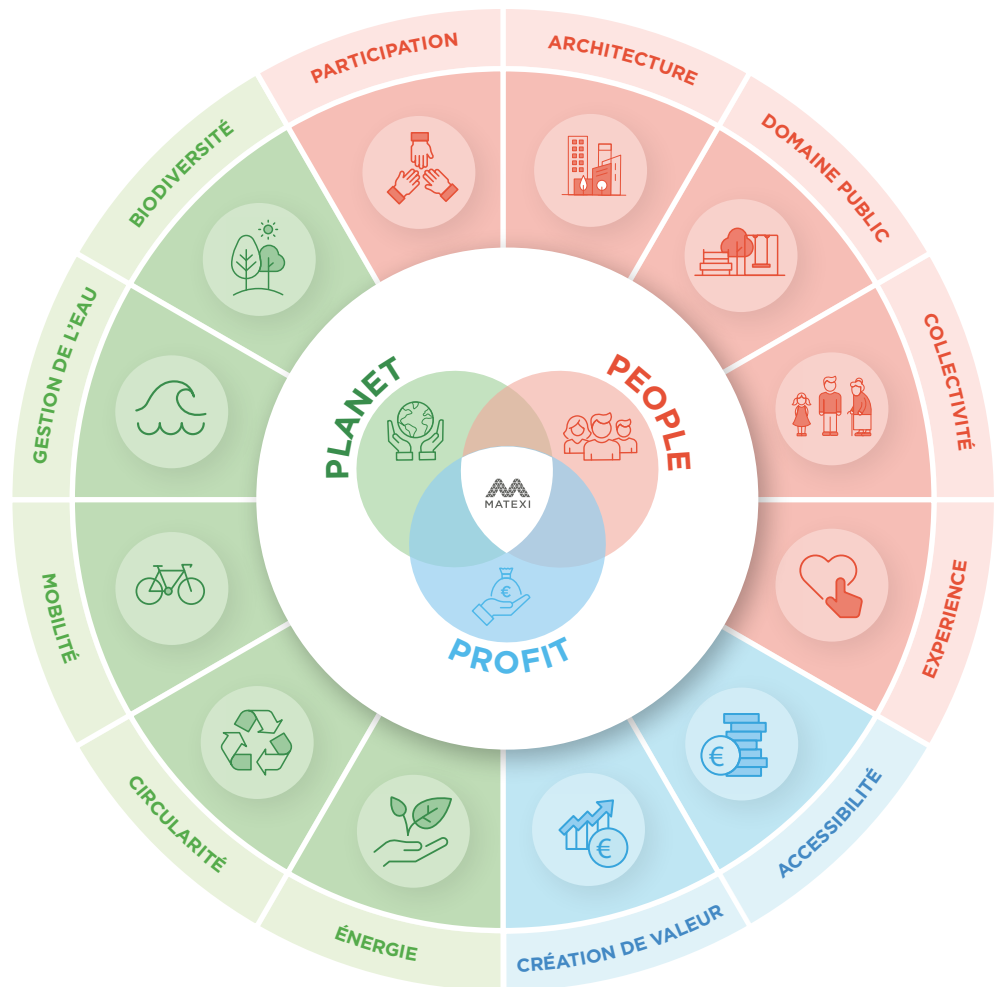 PARTICIPATION
ARCHITECTURE
DOMAINE PUBLIC
COLLECTIVITÉ
EXPERIENCE
ACCESSIBILITÉ
CRÉATION DE VALEUR
ÉNERGIE
CIRCULARITÉ
MOBILITÉ
GESTION DE L'EAU
BIODIVERSITÉ
PLANET
PEOPLE
MATEXI
€
PROFIT
€
€